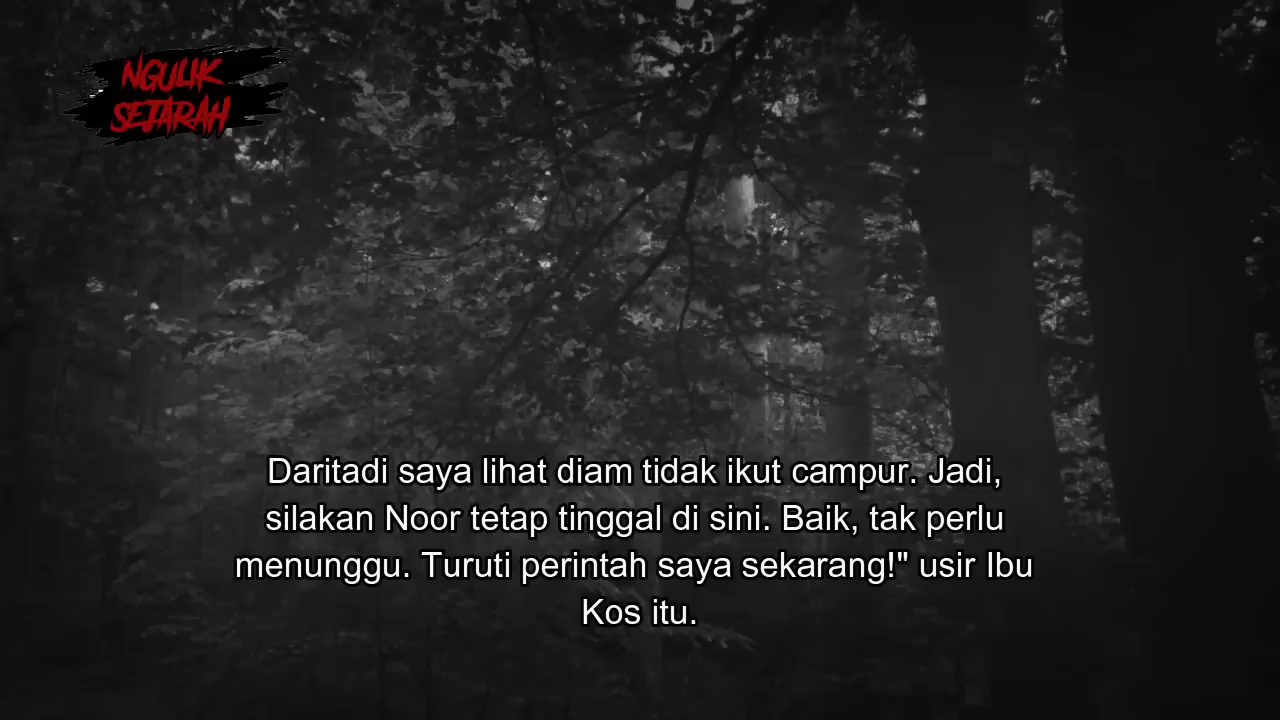 NGULIK
SEJARAH
Daritadi saya lihat diam tidak ikut campur. Jadi,
silakan Noor tetap tinggal di sini. Baik, tak perlu
menunggu. Turuti perintah saya sekarang!" usir Ibu
Kos itu.